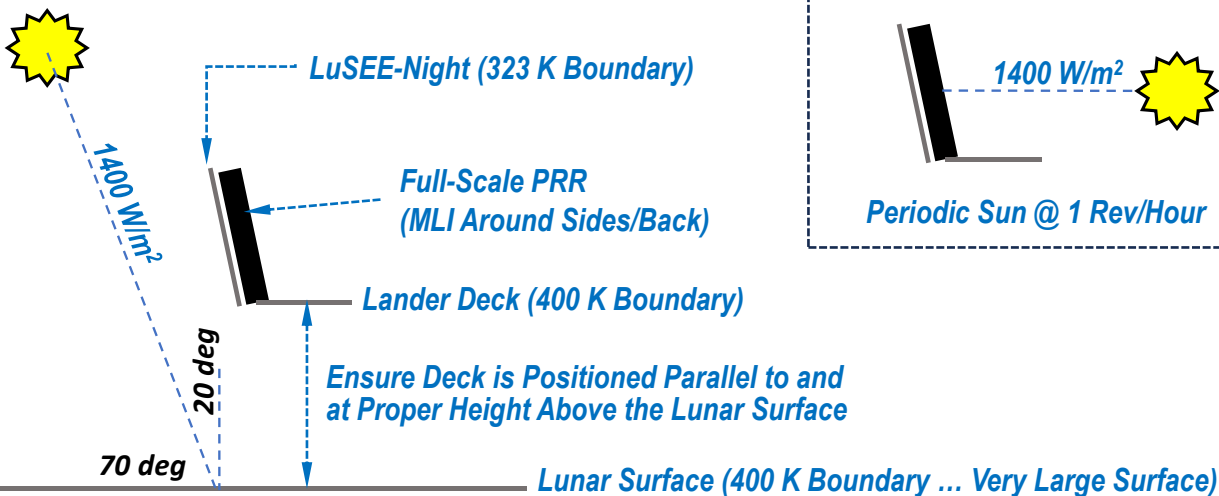 1400 W/m²
LuSEE-Night (323 K Boundary)
1400 W/m²
Full-Scale PRR
(MLI Around Sides/Back)
Periodic Sun @ 1 Rev/Hour
Lander Deck (400 K Boundary)
20 deg
Ensure Deck is Positioned Parallel to and
at Proper Height Above the Lunar Surface
70 deg
Lunar Surface (400 K Boundary … Very Large Surface)